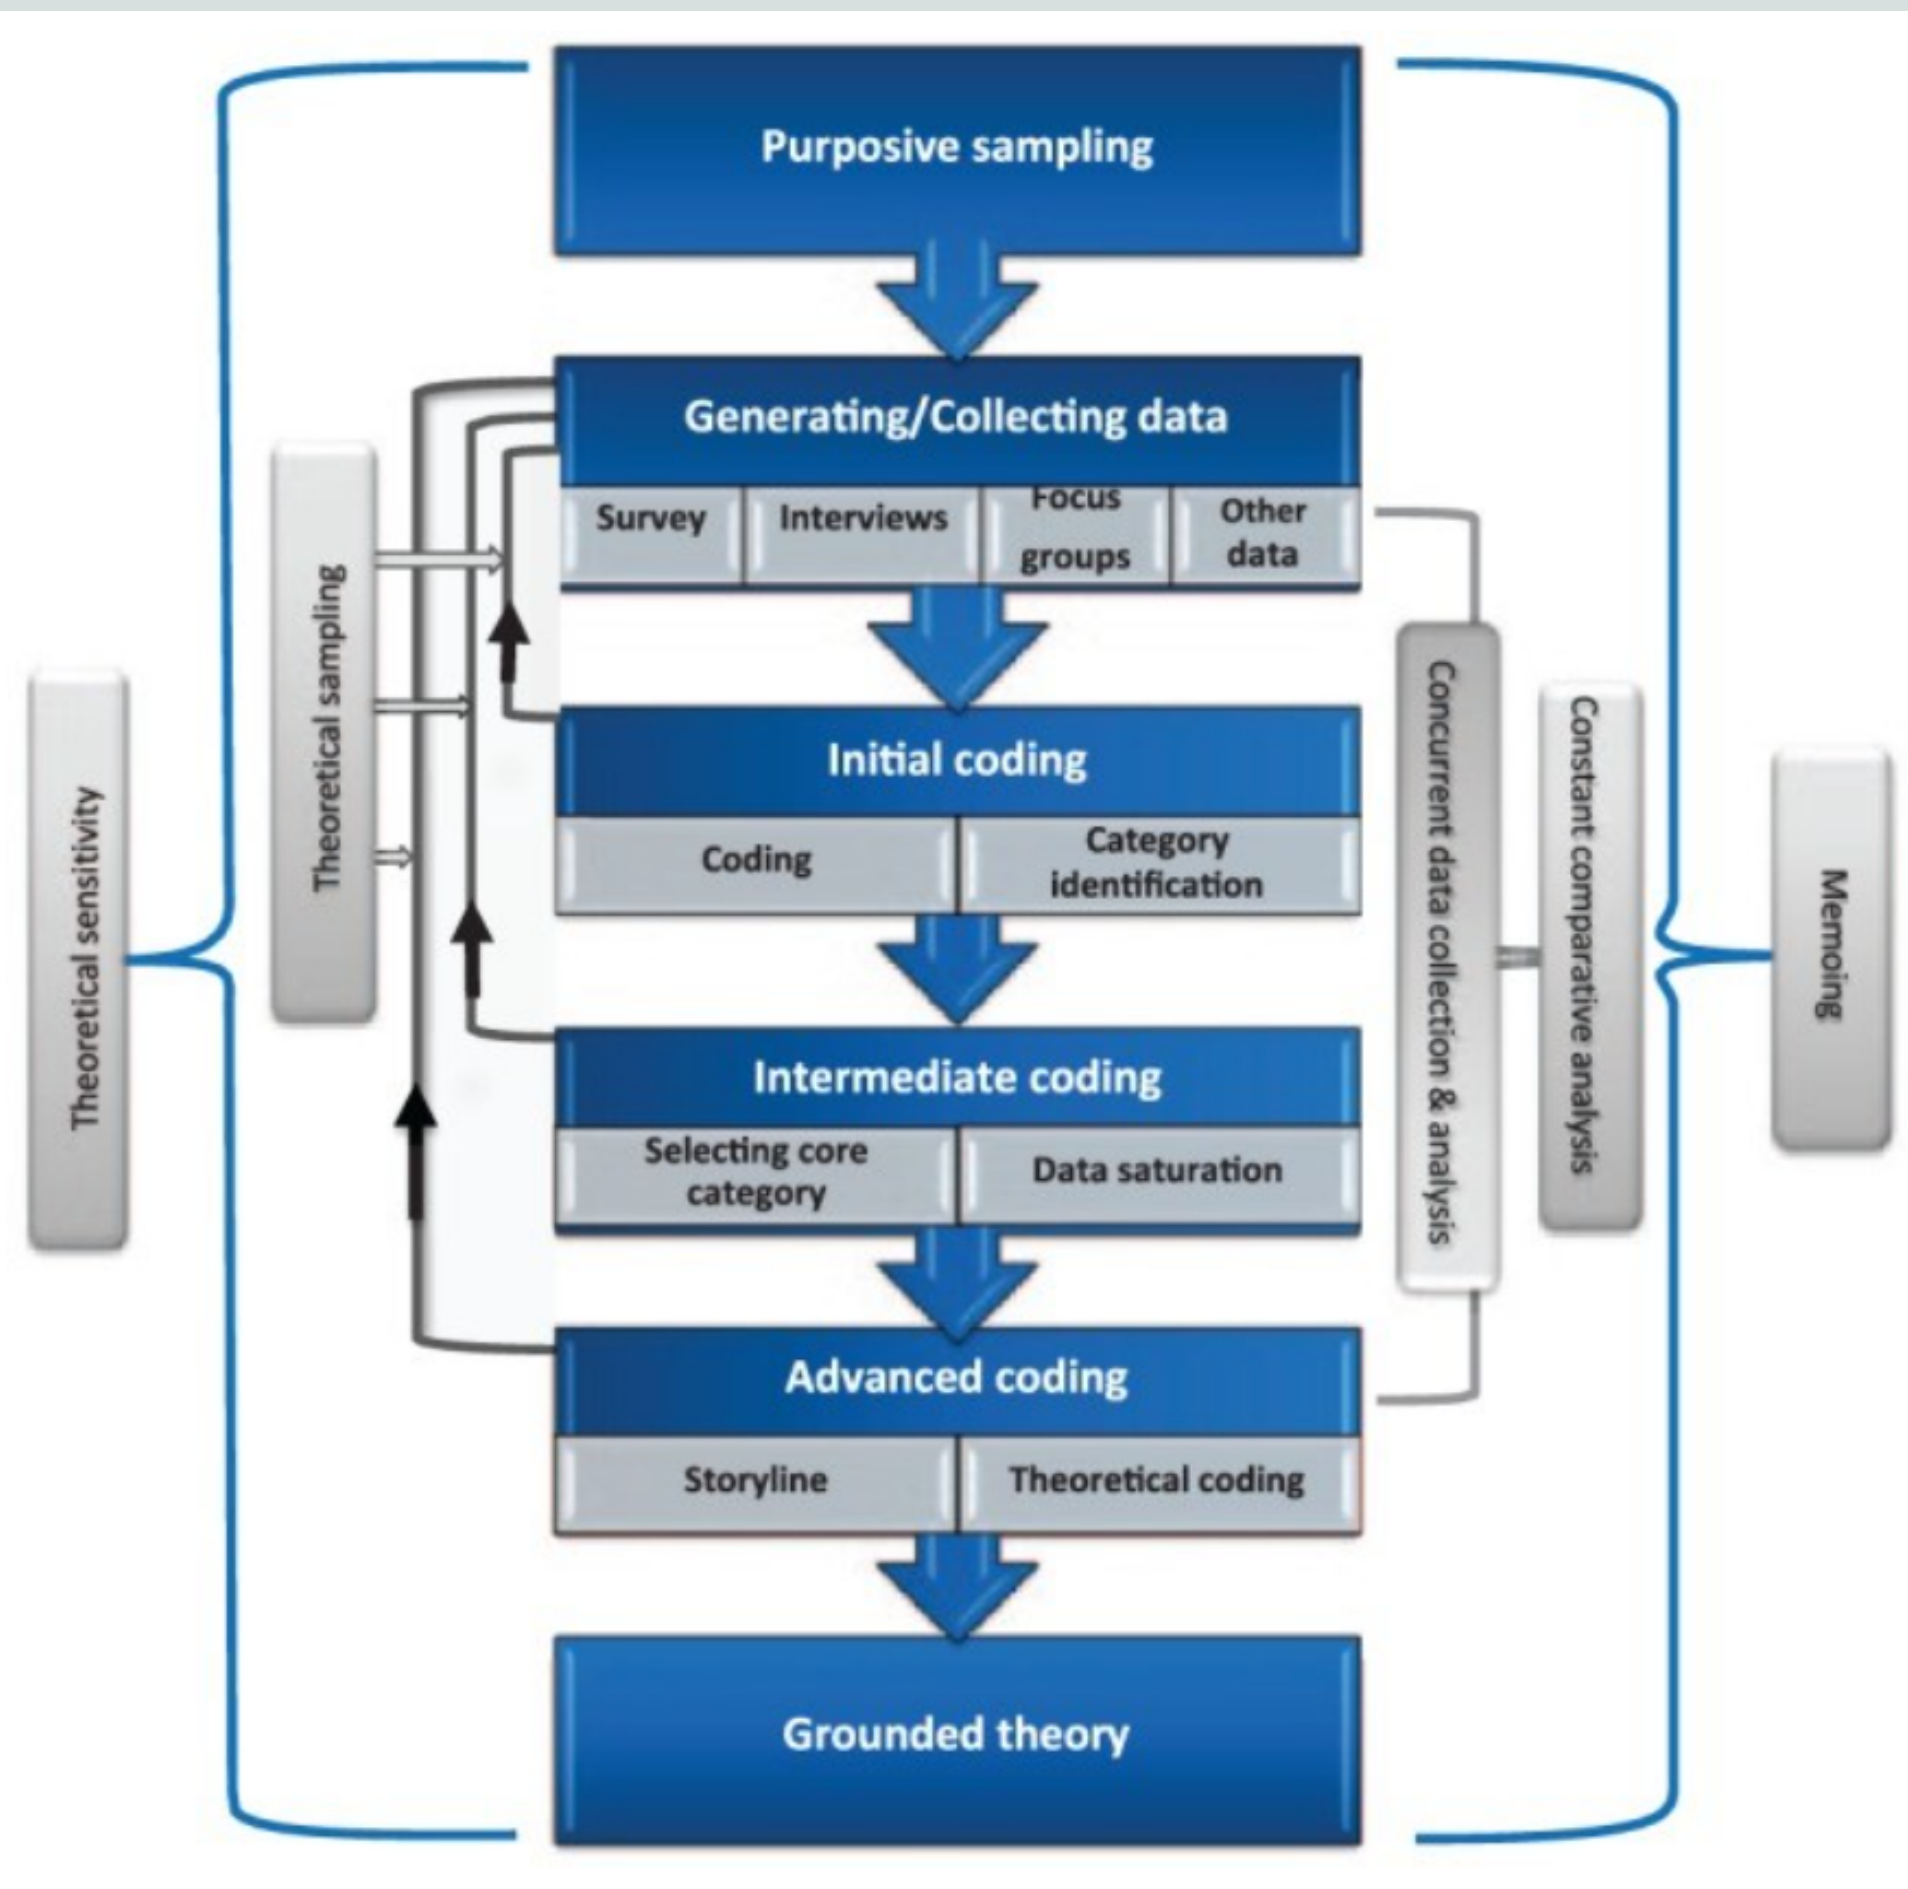 Purposive sampling
Generating/Collecting data
Survey
Interviews
Focus
groups
Other
data
Initial coding
Coding
Category
identification
Intermediate coding
Selecting core
category
Data saturation
Advanced coding
Storyline
Theoretical coding
Grounded theory
Theoretical sensitivity
Theoretical sampling
Concurrent data collection & analysis
Constant comparative analysis
Memoing